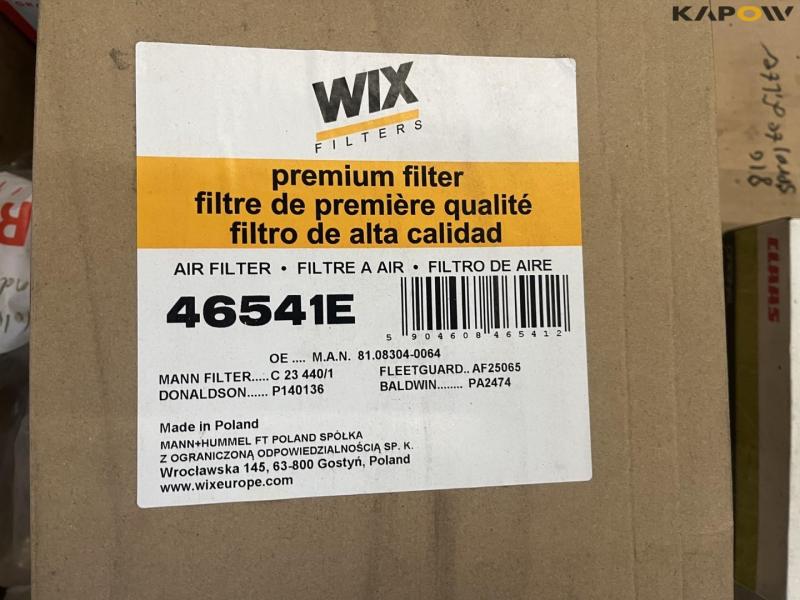 KAPOW
WIX
FILTERS
premium filter
filtre de première qualité
filtro de alta calidad
AIR FILTER • FILTRE A AIR • FILTRO DE AIRE
46541E
5 904608 465412
OE .... M.A.N. 81.08304-0064
MANN FILTER.....C 23 440/1 FLEETGUARD.. AF25065
DONALDSON...... P140136 BALDWIN........ PA2474
Made in Poland
MANN+HUMMEL FT POLAND SPÓŁKA
Z OGRANICZONĄ ODPOWIEDZIALNOŚCIĄ SP. K.
Wrocławska 145, 63-800 Gostyń, Poland
www.wixeurope.com
CLAAS